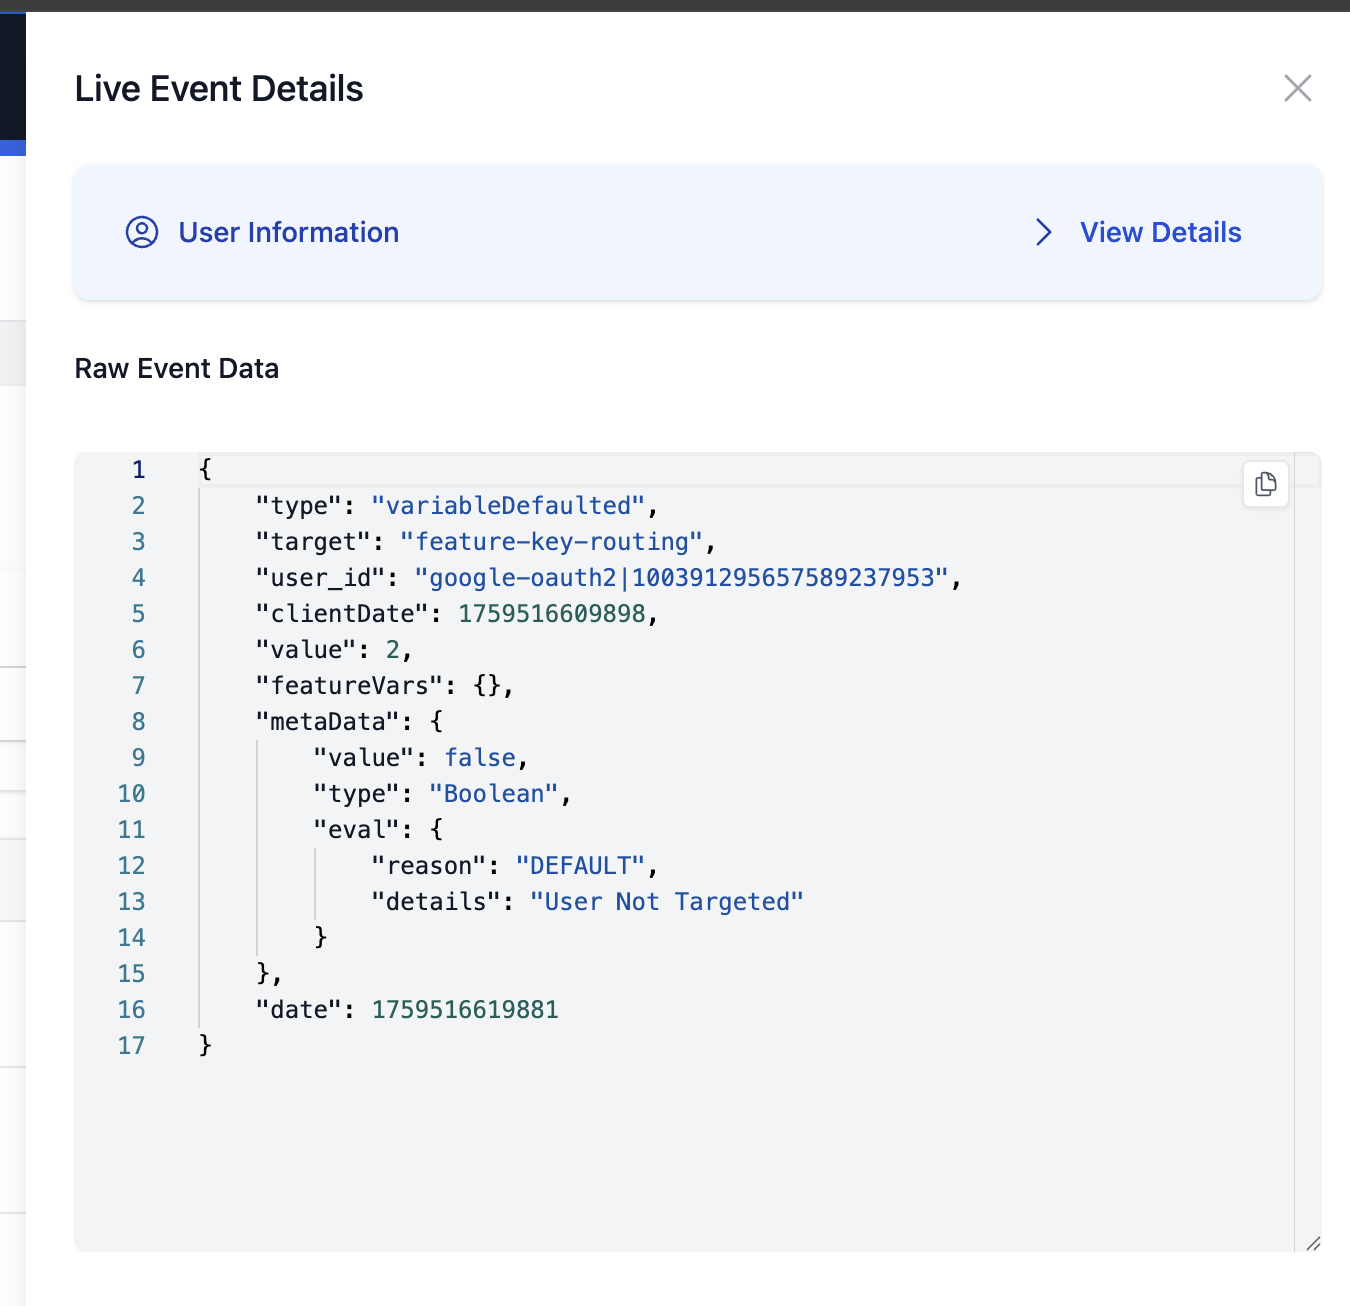 Live Event Details
User Information
View Details
Raw Event Data
1 {
2     "type": "variableDefaulted",
3     "target": "feature-key-routing",
4     "user_id": "google-oauth2|100391295657589237953",
5     "clientDate": 1759516609898,
6     "value": 2,
7     "featureVars": {},
8     "metaData": {
9         "value": false,
10         "type": "Boolean",
11         "eval": {
12             "reason": "DEFAULT",
13             "details": "User Not Targeted"
14         }
15     },
16     "date": 1759516619881
17 }